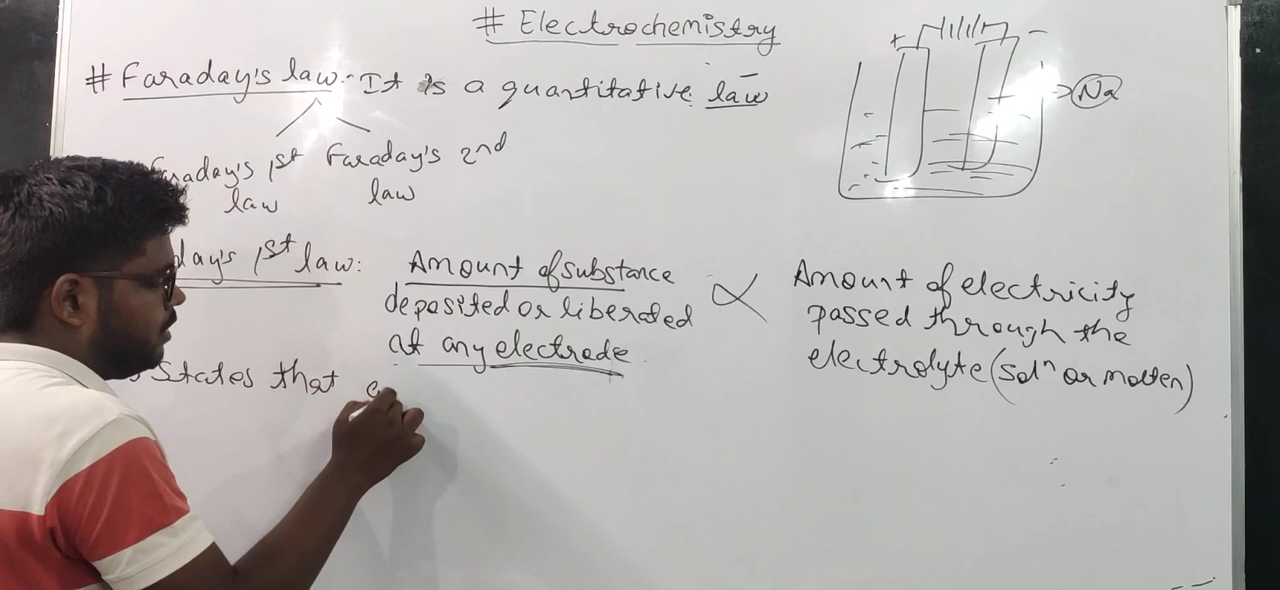 # Electrochemistry
# Faraday's law:- It is a quantitative law
Faraday's 1st Faraday's 2nd
law law
day's 1st law: Amount of substance ∝ Amount of electricity
deposited or liberated passed through the
at any electrode electrolyte (soln or molten)
States that
+ -
Na